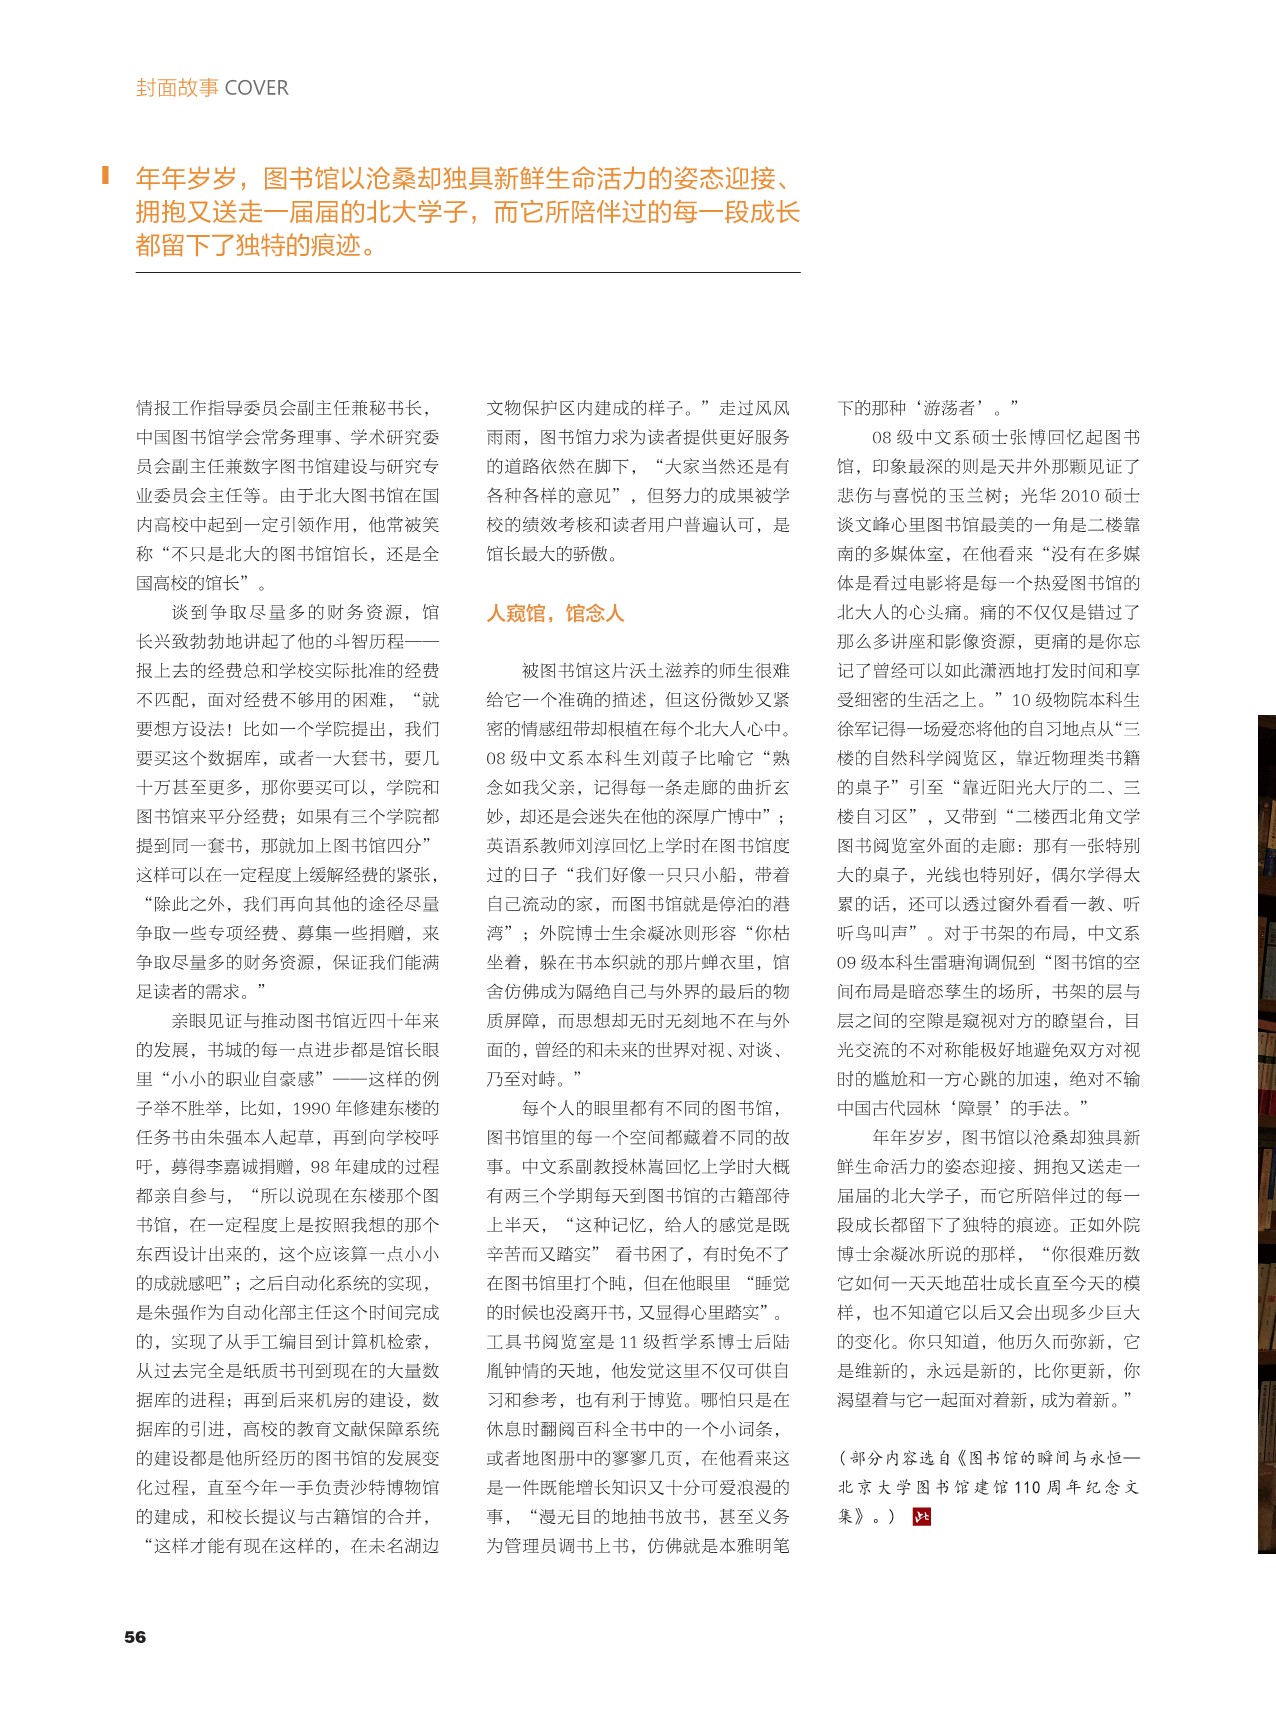 封面故事 COVER
年年岁岁，图书馆以沧桑却独具新鲜生命活力的姿态迎接、
拥抱又送走一届届的北大学子，而它所陪伴过的每一段成长
都留下了独特的痕迹。
情报工作指导委员会副主任兼秘书长，
中国图书馆学会常务理事、学术研究委
员会副主任兼数字图书馆建设与研究专
业委员会主任等。由于北大图书馆在国
内高校中起到一定引领作用，他常被笑
称“不只是北大的图书馆馆长，还是全
国高校的馆长”。
谈到争取尽量多的财务资源，馆
长兴致勃勃地讲起了他的斗智历程——
报上去的经费总和学校实际批准的经费
不匹配，面对经费不够用的困难，“就
要想方设法！比如一个学院提出，我们
要买这个数据库，或者一大套书，要几
十万甚至更多，那你要买可以，学院和
图书馆来平分经费；如果有三个学院都
提到同一套书，那就加上图书馆四分”
这样可以在一定程度上缓解经费的紧张，
“除此之外，我们再向其他的途径尽量
争取一些专项经费、募集一些捐赠，来
争取尽量多的财务资源，保证我们能满
足读者的需求。”
亲眼见证与推动图书馆近四十年来
的发展，书城的每一点进步都是馆长眼
里“小小的职业自豪感”——这样的例
子举不胜举，比如，1990 年修建东楼的
任务书由朱强本人起草，再到向学校呼
吁，募得李嘉诚捐赠，98 年建成的过程
都亲自参与，“所以说现在东楼那个图
书馆，在一定程度上是按照我想的那个
东西设计出来的，这个应该算一点小小
的成就感吧”；之后自动化系统的实现，
是朱强作为自动化部主任这个时间完成
的，实现了从手工编目到计算机检索，
从过去完全是纸质书刊到现在的大量数
据库的进程；再到后来机房的建设，数
据库的引进，高校的教育文献保障系统
的建设都是他所经历的图书馆的发展变
化过程，直至今年一手负责沙特博物馆
的建成，和校长提议与古籍馆的合并，
“这样才能有现在这样的，在未名湖边
文物保护区内建成的样子。”走过风风
雨雨，图书馆力求为读者提供更好服务
的道路依然在脚下，“大家当然还是有
各种各样的意见”，但努力的成果被学
校的绩效考核和读者用户普遍认可，是
馆长最大的骄傲。
人窥馆，馆念人
被图书馆这片沃土滋养的师生很难
给它一个准确的描述，但这份微妙又紧
密的情感纽带却根植在每个北大人心中。
08 级中文系本科生刘葭子比喻它“熟
念如我父亲，记得每一条走廊的曲折玄
妙，却还是会迷失在他的深厚广博中”；
英语系教师刘淳回忆上学时在图书馆度
过的日子“我们好像一只只小船，带着
自己流动的家，而图书馆就是停泊的港
湾”；外院博士生余凝冰则形容“你枯
坐着，躲在书本织就的那片蝉衣里，馆
舍仿佛成为隔绝自己与外界的最后的物
质屏障，而思想却无时无刻地不在与外
面的，曾经的和未来的世界对视、对谈、
乃至对峙。”
每个人的眼里都有不同的图书馆，
图书馆里的每一个空间都藏着不同的故
事。中文系副教授林嵩回忆上学时大概
有两三个学期每天到图书馆的古籍部待
上半天，“这种记忆，给人的感觉是既
辛苦而又踏实” 看书困了，有时免不了
在图书馆里打个盹，但在他眼里 “睡觉
的时候也没离开书，又显得心里踏实”。
工具书阅览室是 11 级哲学系博士后陆
胤钟情的天地，他发觉这里不仅可供自
习和参考，也有利于博览。哪怕只是在
休息时翻阅百科全书中的一个小词条，
或者地图册中的寥寥几页，在他看来这
是一件既能增长知识又十分可爱浪漫的
事，“漫无目的地抽书放书，甚至义务
为管理员调书上书，仿佛就是本雅明笔
下的那种‘游荡者’。”
08 级中文系硕士张博回忆起图书
馆，印象最深的则是天井外那颗见证了
悲伤与喜悦的玉兰树；光华 2010 硕士
谈文峰心里图书馆最美的一角是二楼靠
南的多媒体室，在他看来“没有在多媒
体是看过电影将是每一个热爱图书馆的
北大人的心头痛。痛的不仅仅是错过了
那么多讲座和影像资源，更痛的是你忘
记了曾经可以如此潇洒地打发时间和享
受细密的生活之上。”10 级物院本科生
徐军记得一场爱恋将他的自习地点从“三
楼的自然科学阅览区，靠近物理类书籍
的桌子”引至“靠近阳光大厅的二、三
楼自习区”，又带到“二楼西北角文学
图书阅览室外面的走廊：那有一张特别
大的桌子，光线也特别好，偶尔学得太
累的话，还可以透过窗外看看一教、听
听鸟叫声”。对于书架的布局，中文系
09 级本科生雷瑭洵调侃到“图书馆的空
间布局是暗恋孳生的场所，书架的层与
层之间的空隙是窥视对方的瞭望台，目
光交流的不对称能极好地避免双方对视
时的尴尬和一方心跳的加速，绝对不输
中国古代园林‘障景’的手法。”
年年岁岁，图书馆以沧桑却独具新
鲜生命活力的姿态迎接、拥抱又送走一
届届的北大学子，而它所陪伴过的每一
段成长都留下了独特的痕迹。正如外院
博士余凝冰所说的那样，“你很难历数
它如何一天天地茁壮成长直至今天的模
样，也不知道它以后又会出现多少巨大
的变化。你只知道，他历久而弥新，它
是维新的，永远是新的，比你更新，你
渴望着与它一起面对着新，成为着新。”
（部分内容选自《图书馆的瞬间与永恒—
北京大学图书馆建馆 110 周年纪念文
集》。）
56